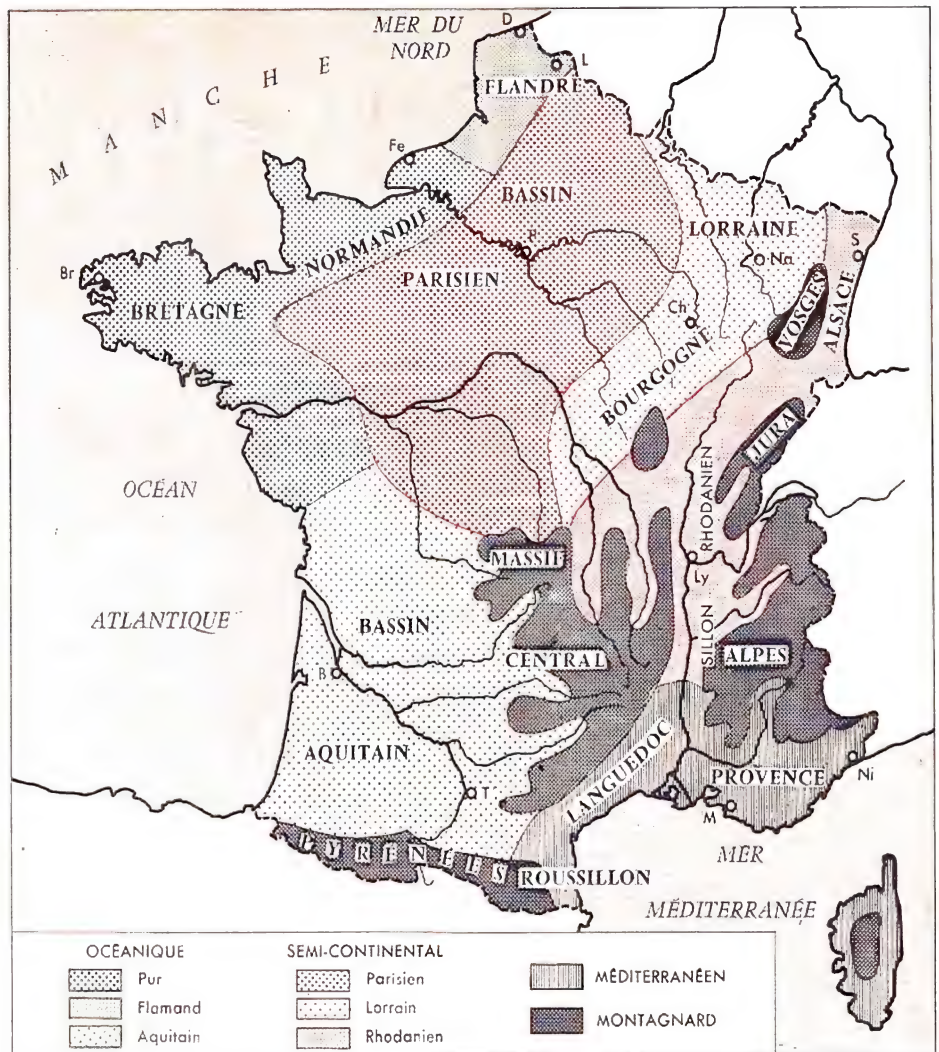 MER DU
NORD
D
L
FLANDRE
MANCHE
Fe
BASSIN
NORMANDIE
LORRAINE
P
Na
S
Br
BRETAGNE
PARISIEN
Ch
VOSGES
ALSACE
BOURGOGNE
JURA
OCÉAN
RHODANIEN
MASSIF
Ly
ATLANTIQUE
BASSIN
SILLON
CENTRAL
ALPES
B
AQUITAIN
LANGUEDOC
PROVENCE
Ni
T
M
PYRENÉES
ROUSSILLON
MER
MÉDITERRANÉE
OCÉANIQUE
Pur
Flamand
Aquitain
SEMI-CONTINENTAL
Parisien
Lorrain
Rhodanien
MÉDITERRANÉEN
MONTAGNARD